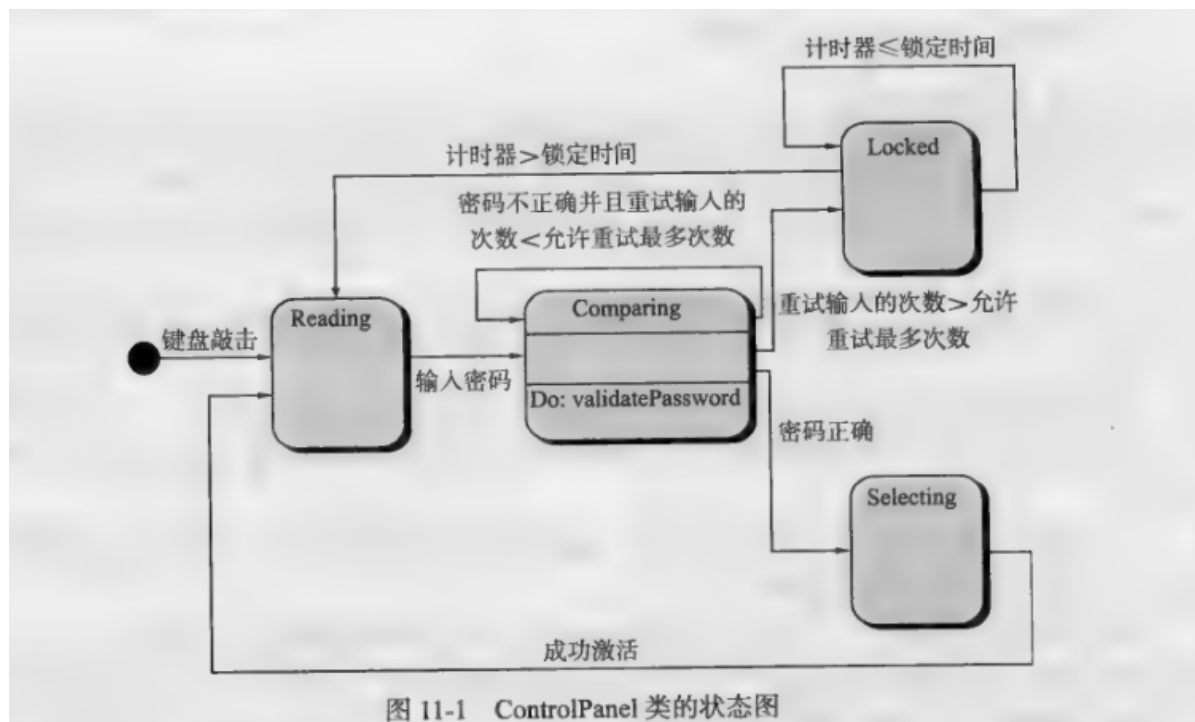 计时器≤锁定时间
Locked
计时器>锁定时间
密码不正确并且重试输入的
次数<允许重试最多次数
Reading
Comparing
重试输入的次数>允许
重试最多次数
键盘敲击
输入密码
Do: validatePassword
密码正确
Selecting
成功激活
图 11-1 ControlPanel 类的状态图